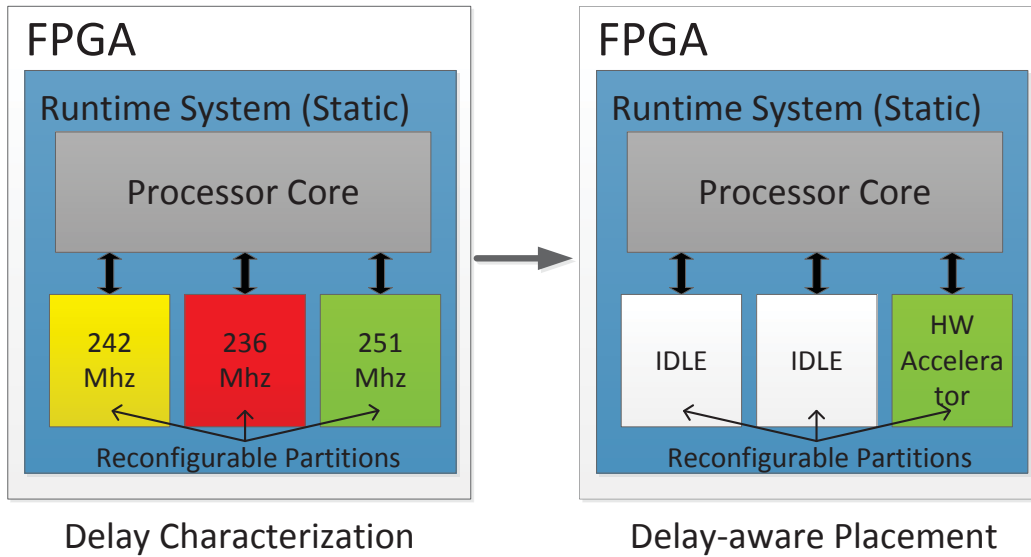 FPGA
Runtime System (Static)
Processor Core
242
Mhz
236
Mhz
251
Mhz
Reconfigurable Partitions
Delay Characterization
FPGA
Runtime System (Static)
Processor Core
IDLE
IDLE
HW
Accelera
tor
Reconfigurable Partitions
Delay-aware Placement